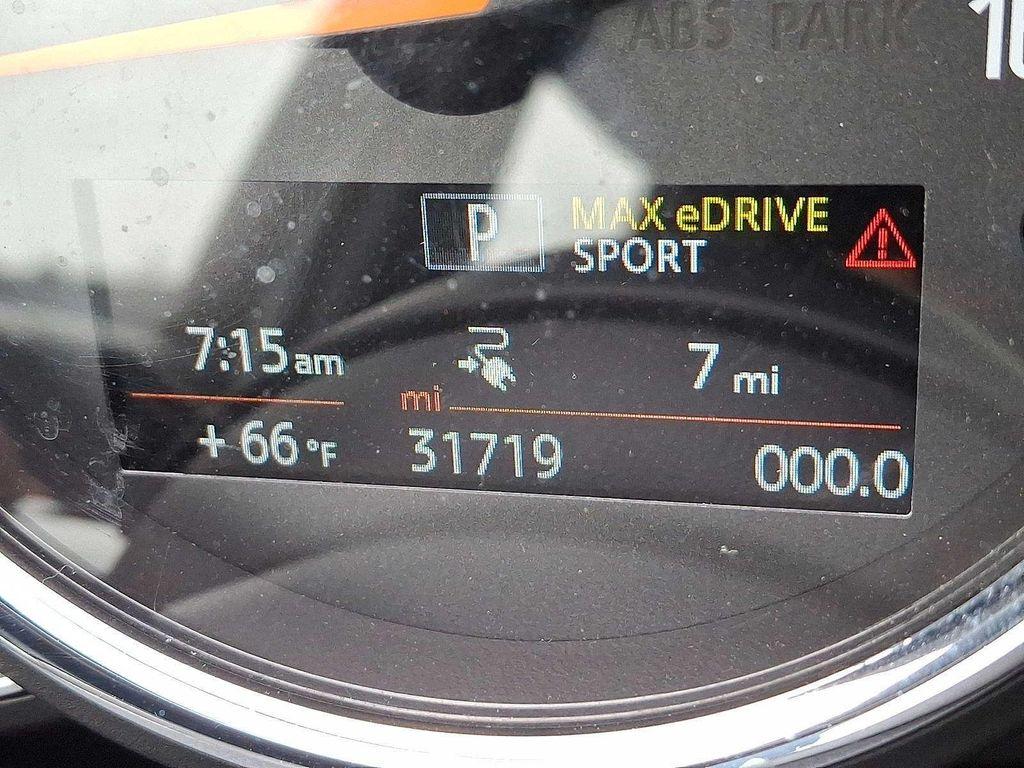 ABS PARK
P
MAX eDRIVE
SPORT
7:15 am
7 mi
mi
+66 °F
31719
000.0